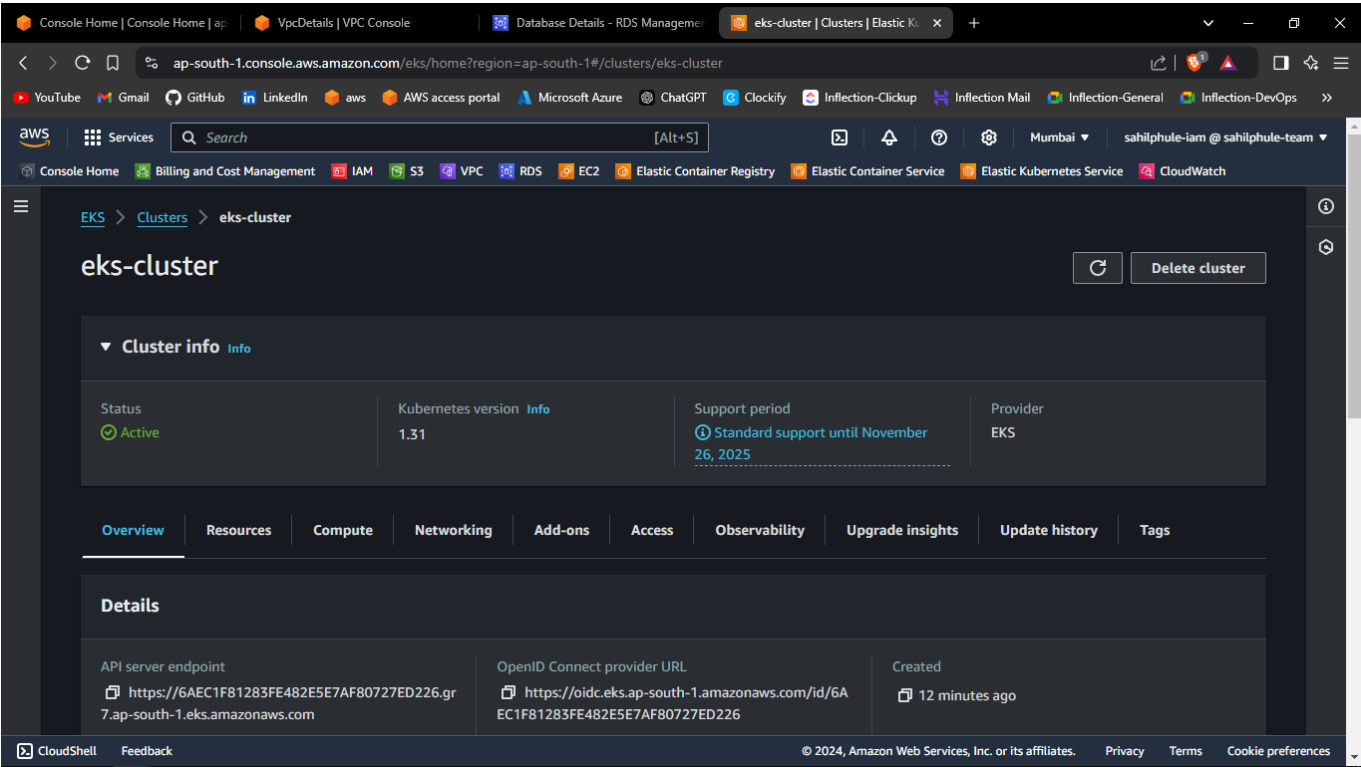 Console Home | Console Home | ap
VpcDetails | VPC Console
Database Details - RDS Managemen
eks-cluster | Clusters | Elastic Ku
ap-south-1.console.aws.amazon.com/eks/home?region=ap-south-1#/clusters/eks-cluster
YouTube Gmail GitHub LinkedIn aws AWS access portal Microsoft Azure ChatGPT Clockify Inflection-Clickup Inflection Mail Inflection-General Inflection-DevOps
aws Services Search [Alt+S] Mumbai sahilphule-iam @ sahilphule-team
Console Home Billing and Cost Management IAM S3 VPC RDS EC2 Elastic Container Registry Elastic Container Service Elastic Kubernetes Service CloudWatch
EKS > Clusters > eks-cluster
eks-cluster
Delete cluster
Cluster info Info
Status
Active
Kubernetes version Info
1.31
Support period
Standard support until November
26, 2025
Provider
EKS
Overview Resources Compute Networking Add-ons Access Observability Upgrade insights Update history Tags
Details
API server endpoint
https://6AEC1F81283FE482E5E7AF80727ED226.gr
7.ap-south-1.eks.amazonaws.com
OpenID Connect provider URL
https://oidc.eks.ap-south-1.amazonaws.com/id/6A
EC1F81283FE482E5E7AF80727ED226
Created
12 minutes ago
CloudShell Feedback © 2024, Amazon Web Services, Inc. or its affiliates. Privacy Terms Cookie preferences